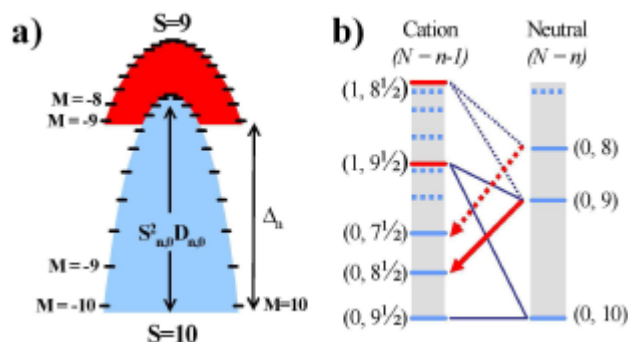 a)
S=9
M = -8
M = -9
S²n,0Dn,0
Δn
M = -9
M = -10
M=10
S=10
b)
Cation
(N – n-1)
Neutral
(N – n)
(1, 8½)
(1, 9½)
(0, 7½)
(0, 8½)
(0, 9½)
(0, 8)
(0, 9)
(0, 10)